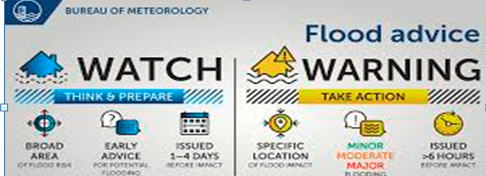 BUREAU OF METEOROLOGY
Flood advice
WATCH
THINK & PREPARE
BROAD
AREA
OF FLOOD RISK
EARLY
ADVICE
FOR POTENTIAL
FLOODING
ISSUED
1–4 DAYS
BEFORE IMPACT
WARNING
TAKE ACTION
SPECIFIC
LOCATION
OF FLOOD IMPACT
MINOR
MODERATE
MAJOR
FLOODING
ISSUED
>6 HOURS
BEFORE IMPACT